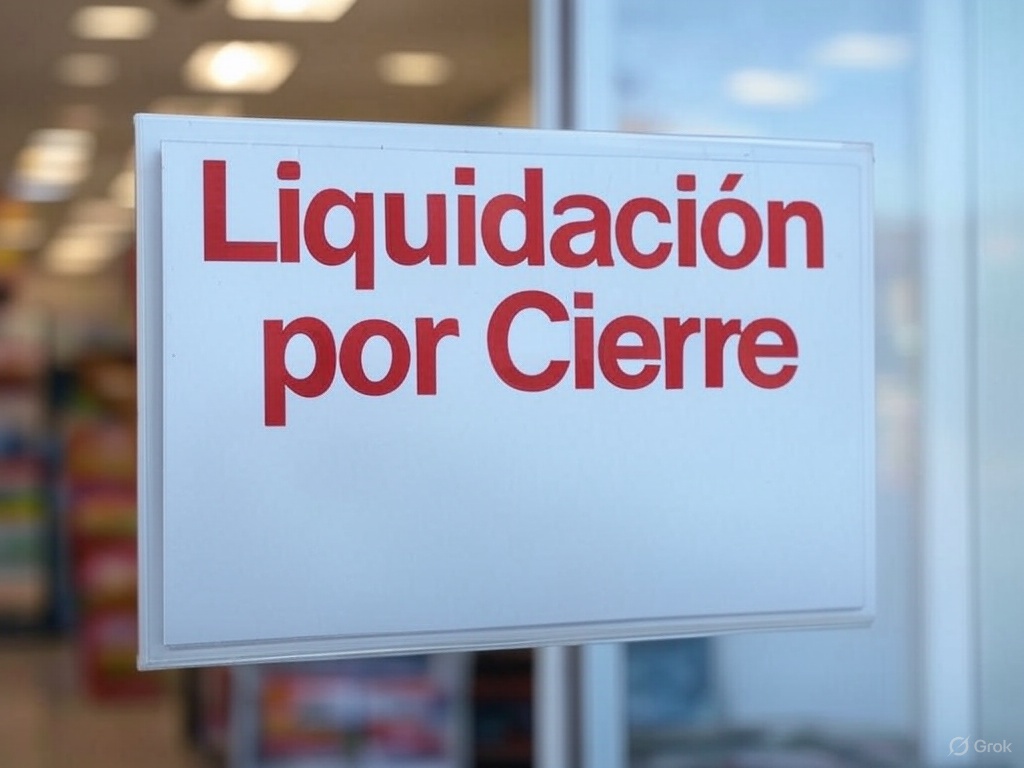 Liquidación
por Cierre
Grok